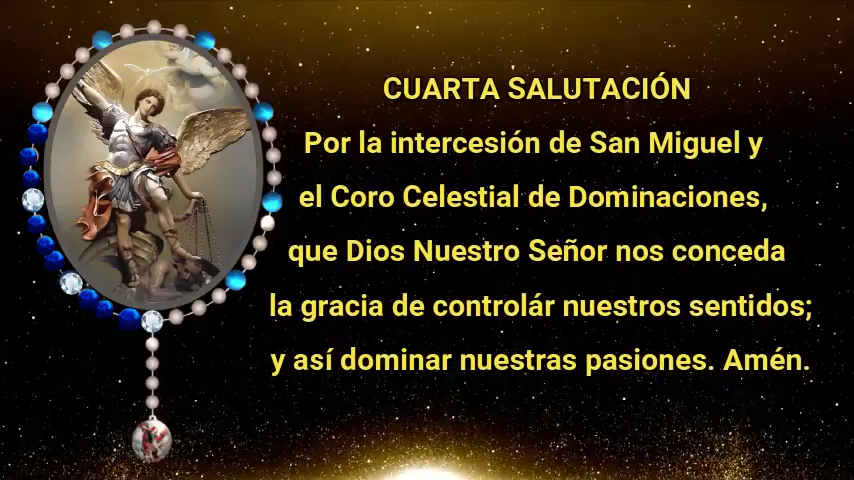 CUARTA SALUTACIÓN
Por la intercesión de San Miguel y
el Coro Celestial de Dominaciones,
que Dios Nuestro Señor nos conceda
la gracia de controlár nuestros sentidos;
y así dominar nuestras pasiones. Amén.